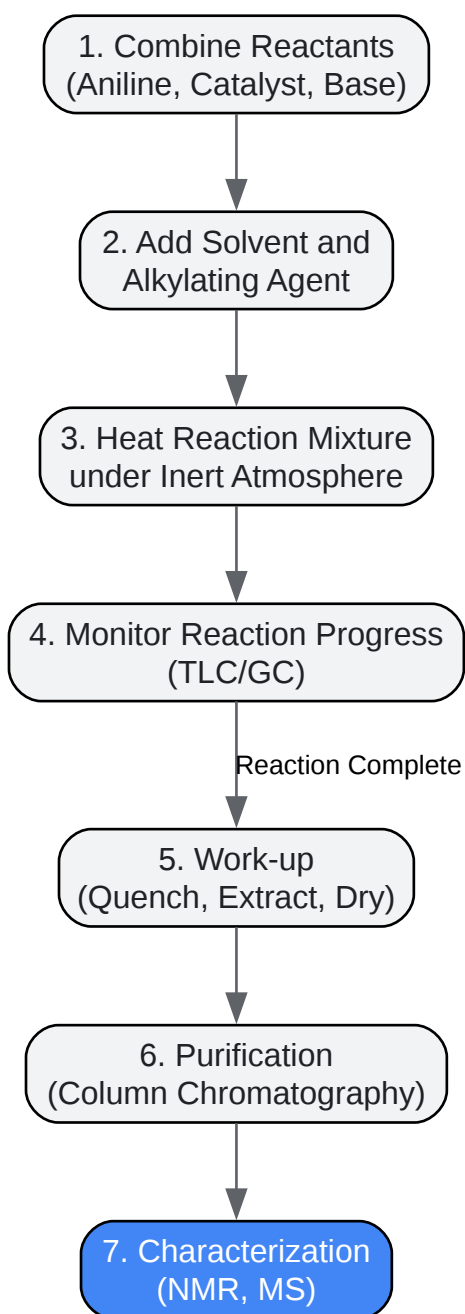 1. Combine Reactants
(Aniline, Catalyst, Base)
2. Add Solvent and
Alkylating Agent
3. Heat Reaction Mixture
under Inert Atmosphere
4. Monitor Reaction Progress
(TLC/GC)
Reaction Complete
5. Work-up
(Quench, Extract, Dry)
6. Purification
(Column Chromatography)
7. Characterization
(NMR, MS)